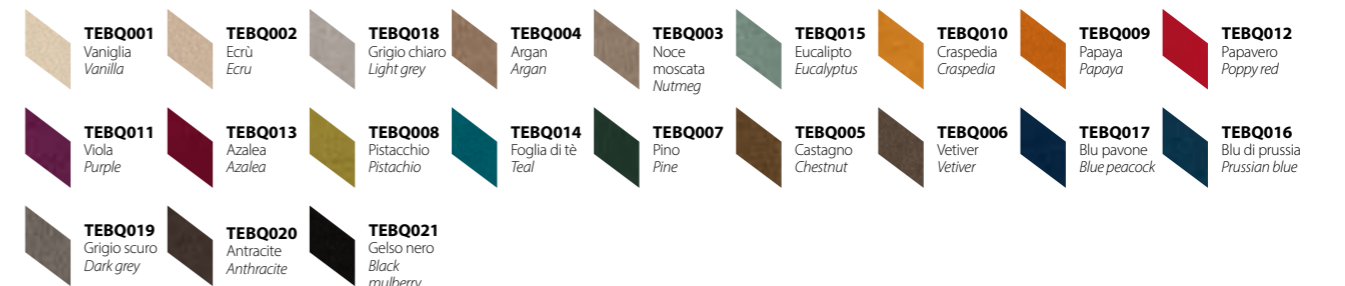 TEBQ001
Vaniglia
Vanilla
TEBQ002
Ecrù
Ecru
TEBQ018
Grigio chiaro
Light grey
TEBQ004
Argan
Argan
TEBQ003
Noce
moscata
Nutmeg
TEBQ015
Eucalipto
Eucalyptus
TEBQ010
Craspedia
Craspedia
TEBQ009
Papaya
Papaya
TEBQ012
Papavero
Poppy red
TEBQ011
Viola
Purple
TEBQ013
Azalea
Azalea
TEBQ008
Pistacchio
Pistachio
TEBQ014
Foglia di tè
Teal
TEBQ007
Pino
Pine
TEBQ005
Castagno
Chestnut
TEBQ006
Vetiver
Vetiver
TEBQ017
Blu pavone
Blue peacock
TEBQ016
Blu di prussia
Prussian blue
TEBQ019
Grigio scuro
Dark grey
TEBQ020
Antracite
Anthracite
TEBQ021
Gelso nero
Black
mulberry